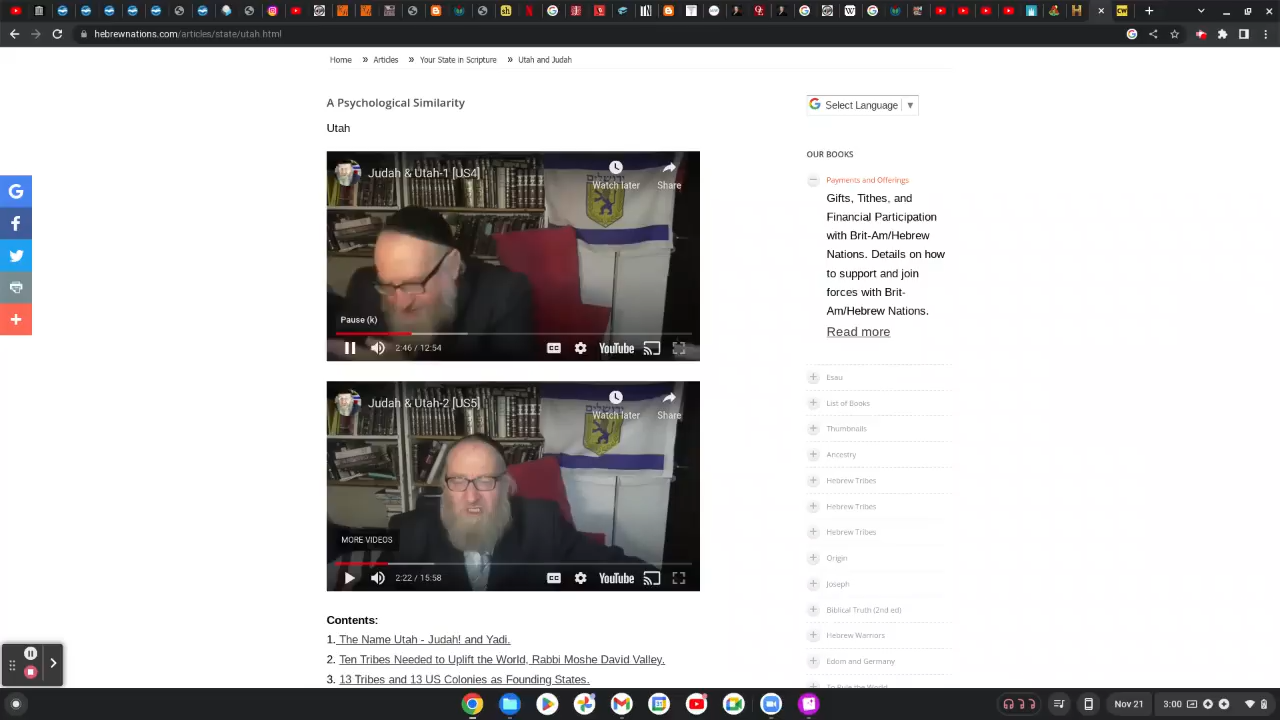 hebrewnations.com/articles/state/utah.html
Home » Articles » Your State in Scripture » Utah and Judah
A Psychological Similarity
Utah
Judah & Utah-1 [US4]
Watch later
Share
Pause (k)
2:46 / 12:54
CC
YouTube
Judah & Utah-2 [US5]
Watch later
Share
MORE VIDEOS
2:22 / 15:58
CC
YouTube
Contents:
1. The Name Utah - Judah! and Yadi.
2. Ten Tribes Needed to Uplift the World, Rabbi Moshe David Valley.
3. 13 Tribes and 13 US Colonies as Founding States.
Select Language ▼
OUR BOOKS
Payments and Offerings
Gifts, Tithes, and
Financial Participation
with Brit-Am/Hebrew
Nations. Details on how
to support and join
forces with Brit-
Am/Hebrew Nations.
Read more
Esau
List of Books
Thumbnails
Ancestry
Hebrew Tribes
Hebrew Tribes
Hebrew Tribes
Origin
Joseph
Biblical Truth (2nd ed)
Hebrew Warriors
Edom and Germany
To Rule the World
Nov 21
3:00